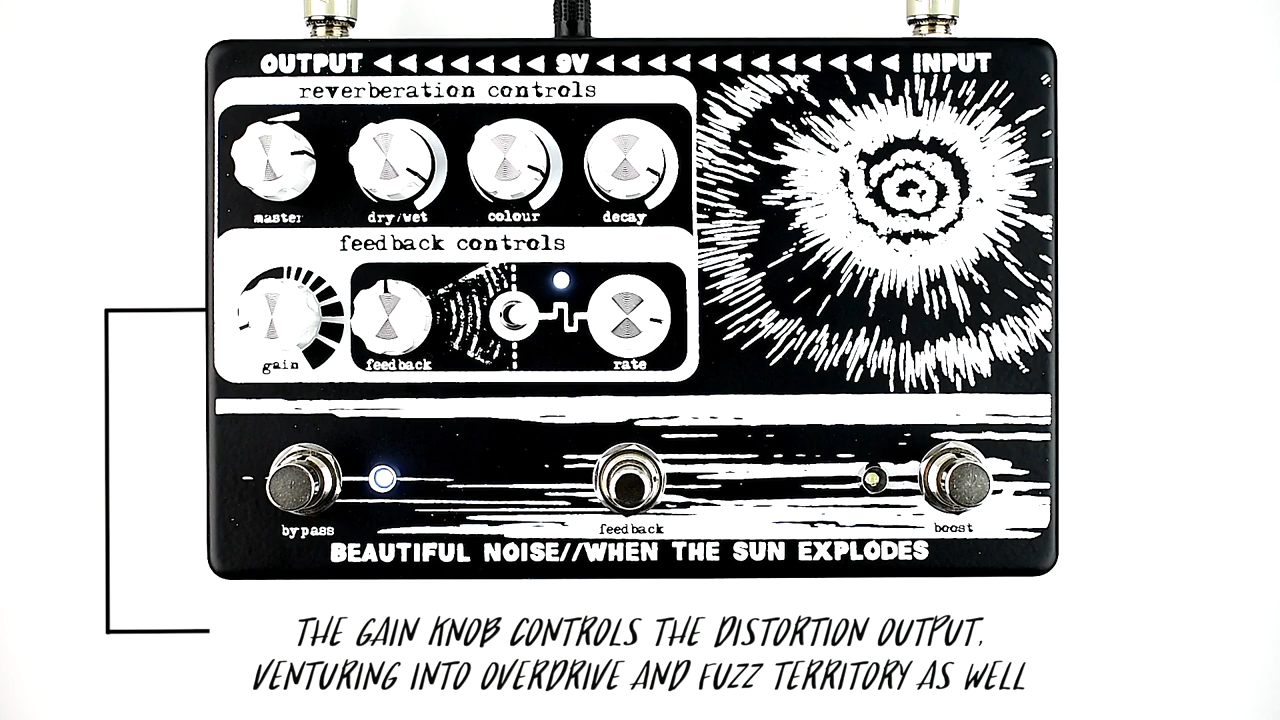 OUTPUT 9V INPUT
reverberation controls
master dry/wet colour decay
feedback controls
gain feedback rate
bypass feedback boost
BEAUTIFUL NOISE//WHEN THE SUN EXPLODES
THE GAIN KNOB CONTROLS THE DISTORTION OUTPUT,
VENTURING INTO OVERDRIVE AND FUZZ TERRITORY AS WELL